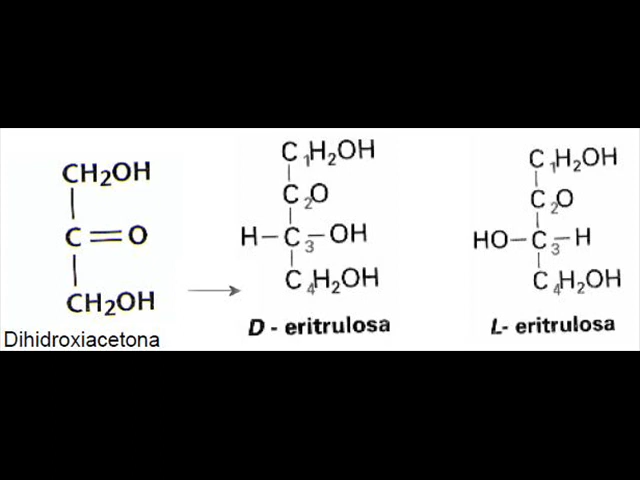 CH₂OH
C=O
CH₂OH
Dihidroxiacetona
C₁H₂OH
C₂O
H–C₃–OH
C₄H₂OH
D - eritrulosa
C₁H₂OH
C₂O
HO–C₃–H
C₄H₂OH
L- eritrulosa